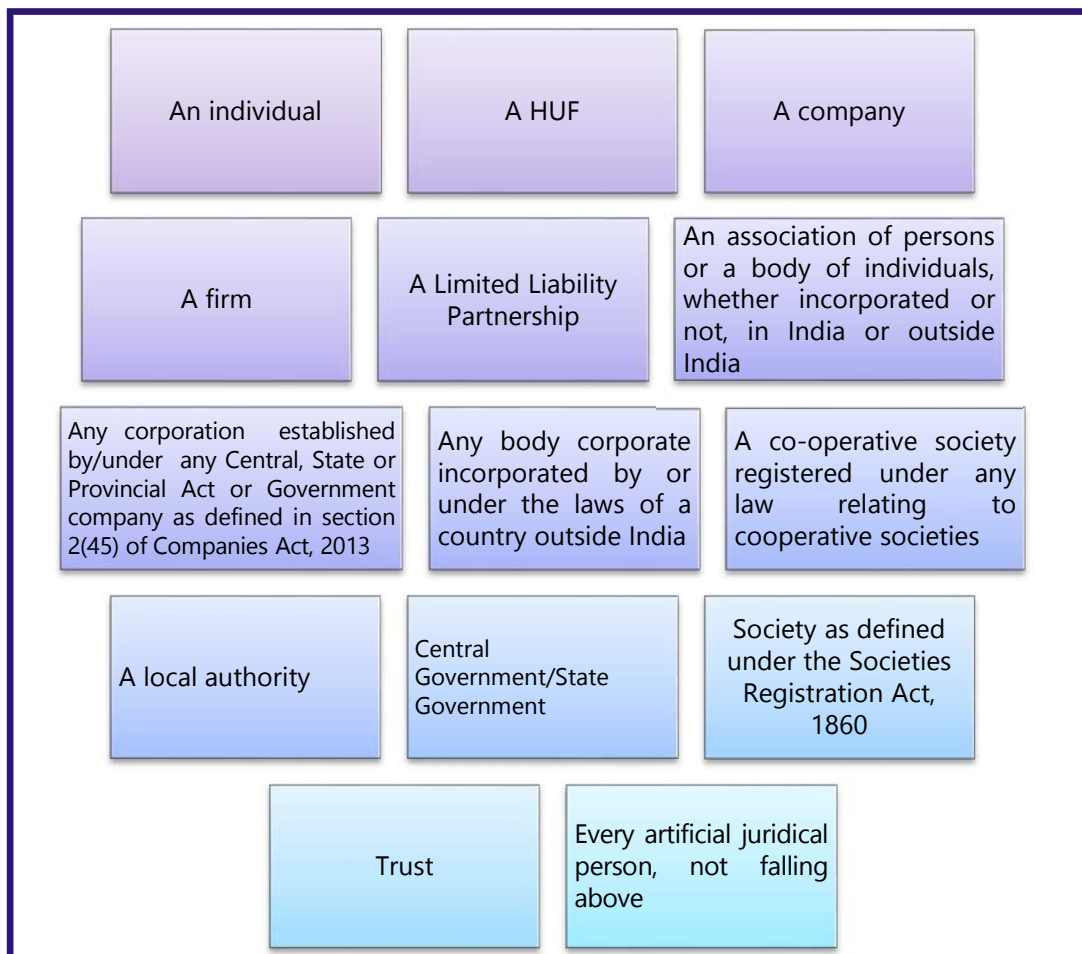 An individual
A HUF
A company
A firm
A Limited Liability
Partnership
An association of persons
or a body of individuals,
whether incorporated or
not, in India or outside
India
Any corporation established
by/under any Central, State or
Provincial Act or Government
company as defined in section
2(45) of Companies Act, 2013
Any body corporate
incorporated by or
under the laws of a
country outside India
A co-operative society
registered under any
law relating to
cooperative societies
A local authority
Central
Government/State
Government
Society as defined
under the Societies
Registration Act,
1860
Trust
Every artificial juridical
person, not falling
above